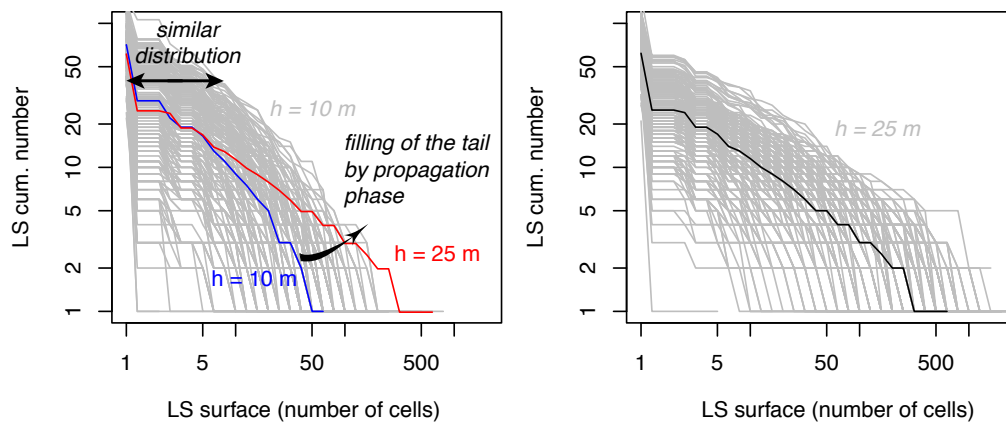 similar
distribution
h = 10 m
filling of the tail
by propagation
phase
h = 10 m
h = 25 m
LS cum. number
50
20
10
5
2
1
1
5
50
500
LS surface (number of cells)
h = 25 m
LS cum. number
50
20
10
5
2
1
1
5
50
500
LS surface (number of cells)